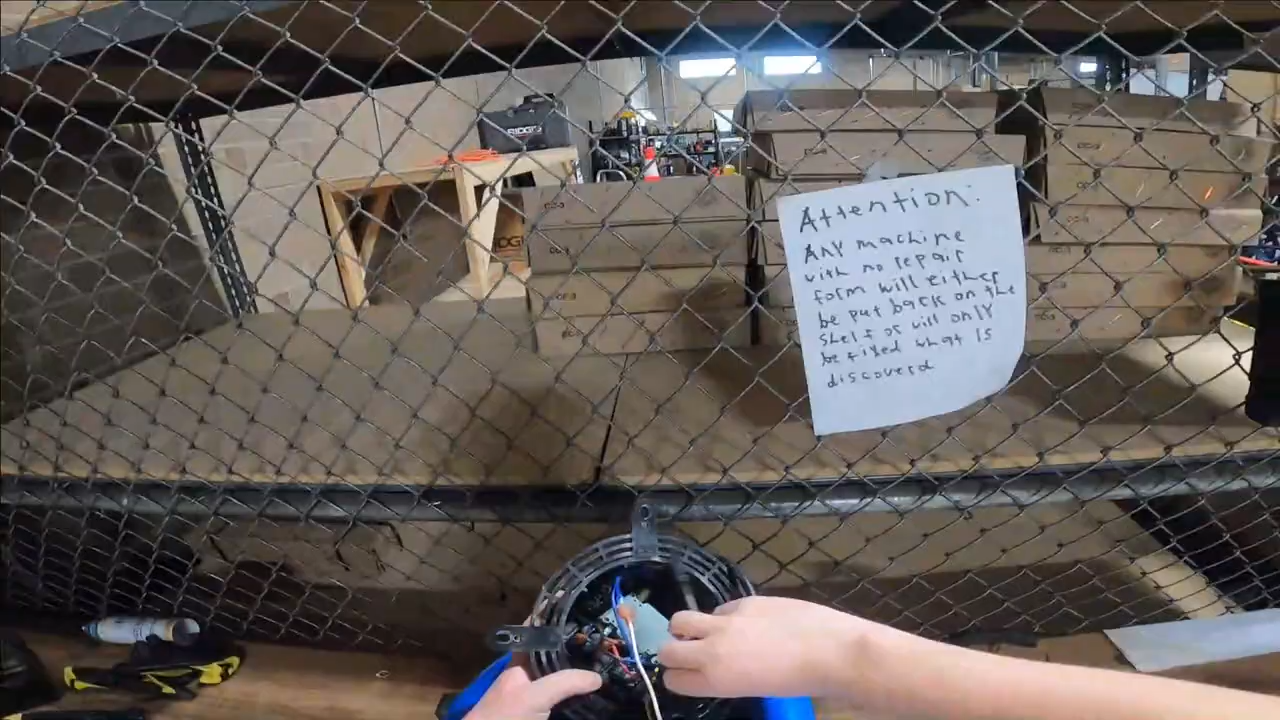 RIDGID
Attention:
Any machine
with no repair
form will either
be put back on the
shelf or will only
be fixed what is
discovered